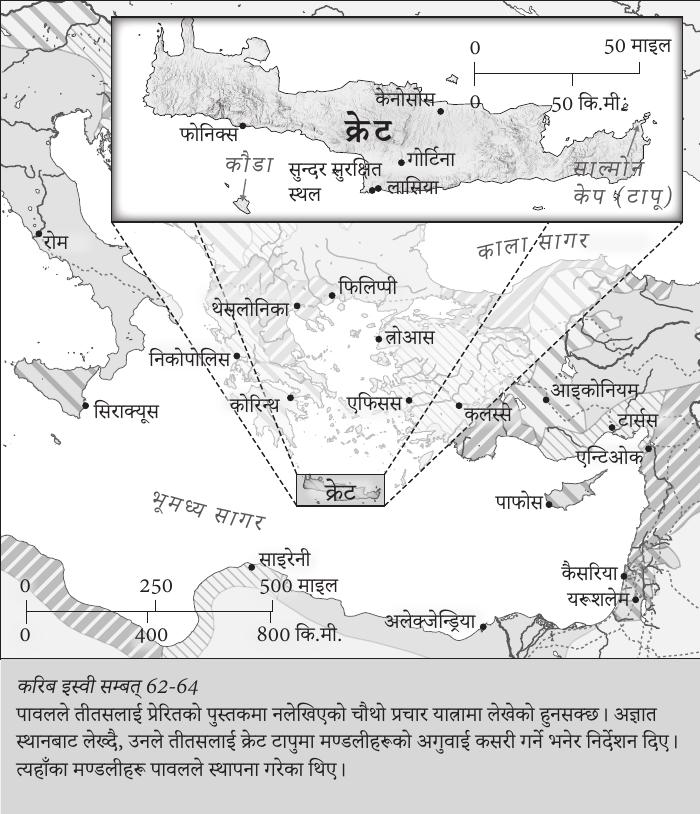 0 50 माइल
0 50 कि.मी.
केनोसोस
फोनिक्स
क्रेट
गोर्टिना
कौडा
सुन्दर सुरक्षित
स्थल
लासिया
साल्मोन
केप (टापू)
रोम
काला सागर
फिलिप्पी
थेसलोनिका
त्रोआस
निकोपोलिस
आइकोनियम
कोरिन्थ
एफिसस
कलस्से
सिराक्यूस
टार्सस
एन्टिओक
क्रेट
पाफोस
भूमध्य सागर
साइरेनी
कैसरिया
0 250 500 माइल
यरूशलेम
0 400 800 कि.मी.
अलेक्जेन्ड्रिया
करिब इस्वी सम्बत् 62-64
पावलले तीतसलाई प्रेरितको पुस्तकमा नलेखिएको चौथो प्रचार यात्रामा लेखेको हुनसक्छ। अज्ञात
स्थानबाट लेख्दै, उनले तीतसलाई क्रेट टापुमा मण्डलीहरूको अगुवाई कसरी गर्ने भनेर निर्देशन दिए।
त्यहाँका मण्डलीहरू पावलले स्थापना गरेका थिए।